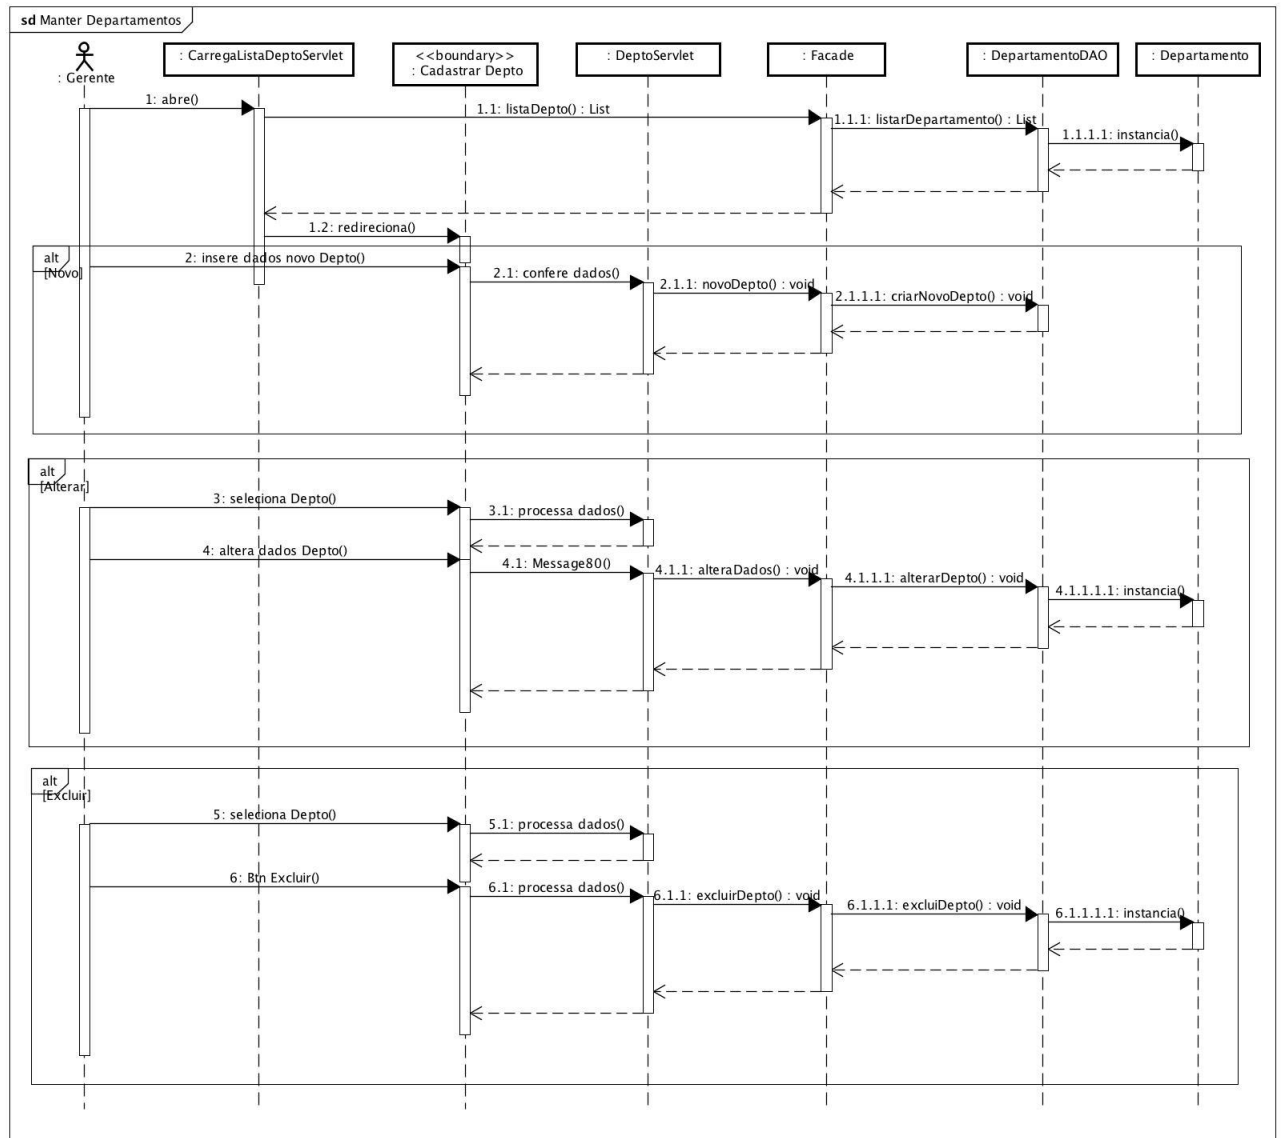 sd Manter Departamentos
: Gerente
: CarregaListaDeptoServlet
<<boundary>>
: Cadastrar Depto
: DeptoServlet
: Facade
: DepartamentoDAO
: Departamento
1: abre()
1.1: listaDepto() : List
1.1.1: listarDepartamento() : List
1.1.1.1: instancia()
1.2: redireciona()
alt
[Novo]
2: insere dados novo Depto()
2.1: confere dados()
2.1.1: novoDepto() : void
2.1.1.1: criarNovoDepto() : void
alt
[Alterar]
3: seleciona Depto()
3.1: processa dados()
4: altera dados Depto()
4.1: Message80()
4.1.1: alteraDados() : void
4.1.1.1: alterarDepto() : void
4.1.1.1.1: instancia()
alt
[Excluir]
5: seleciona Depto()
5.1: processa dados()
6: Btn Excluir()
6.1: processa dados()
6.1.1: excluirDepto() : void
6.1.1.1: excluiDepto() : void
6.1.1.1.1: instancia()